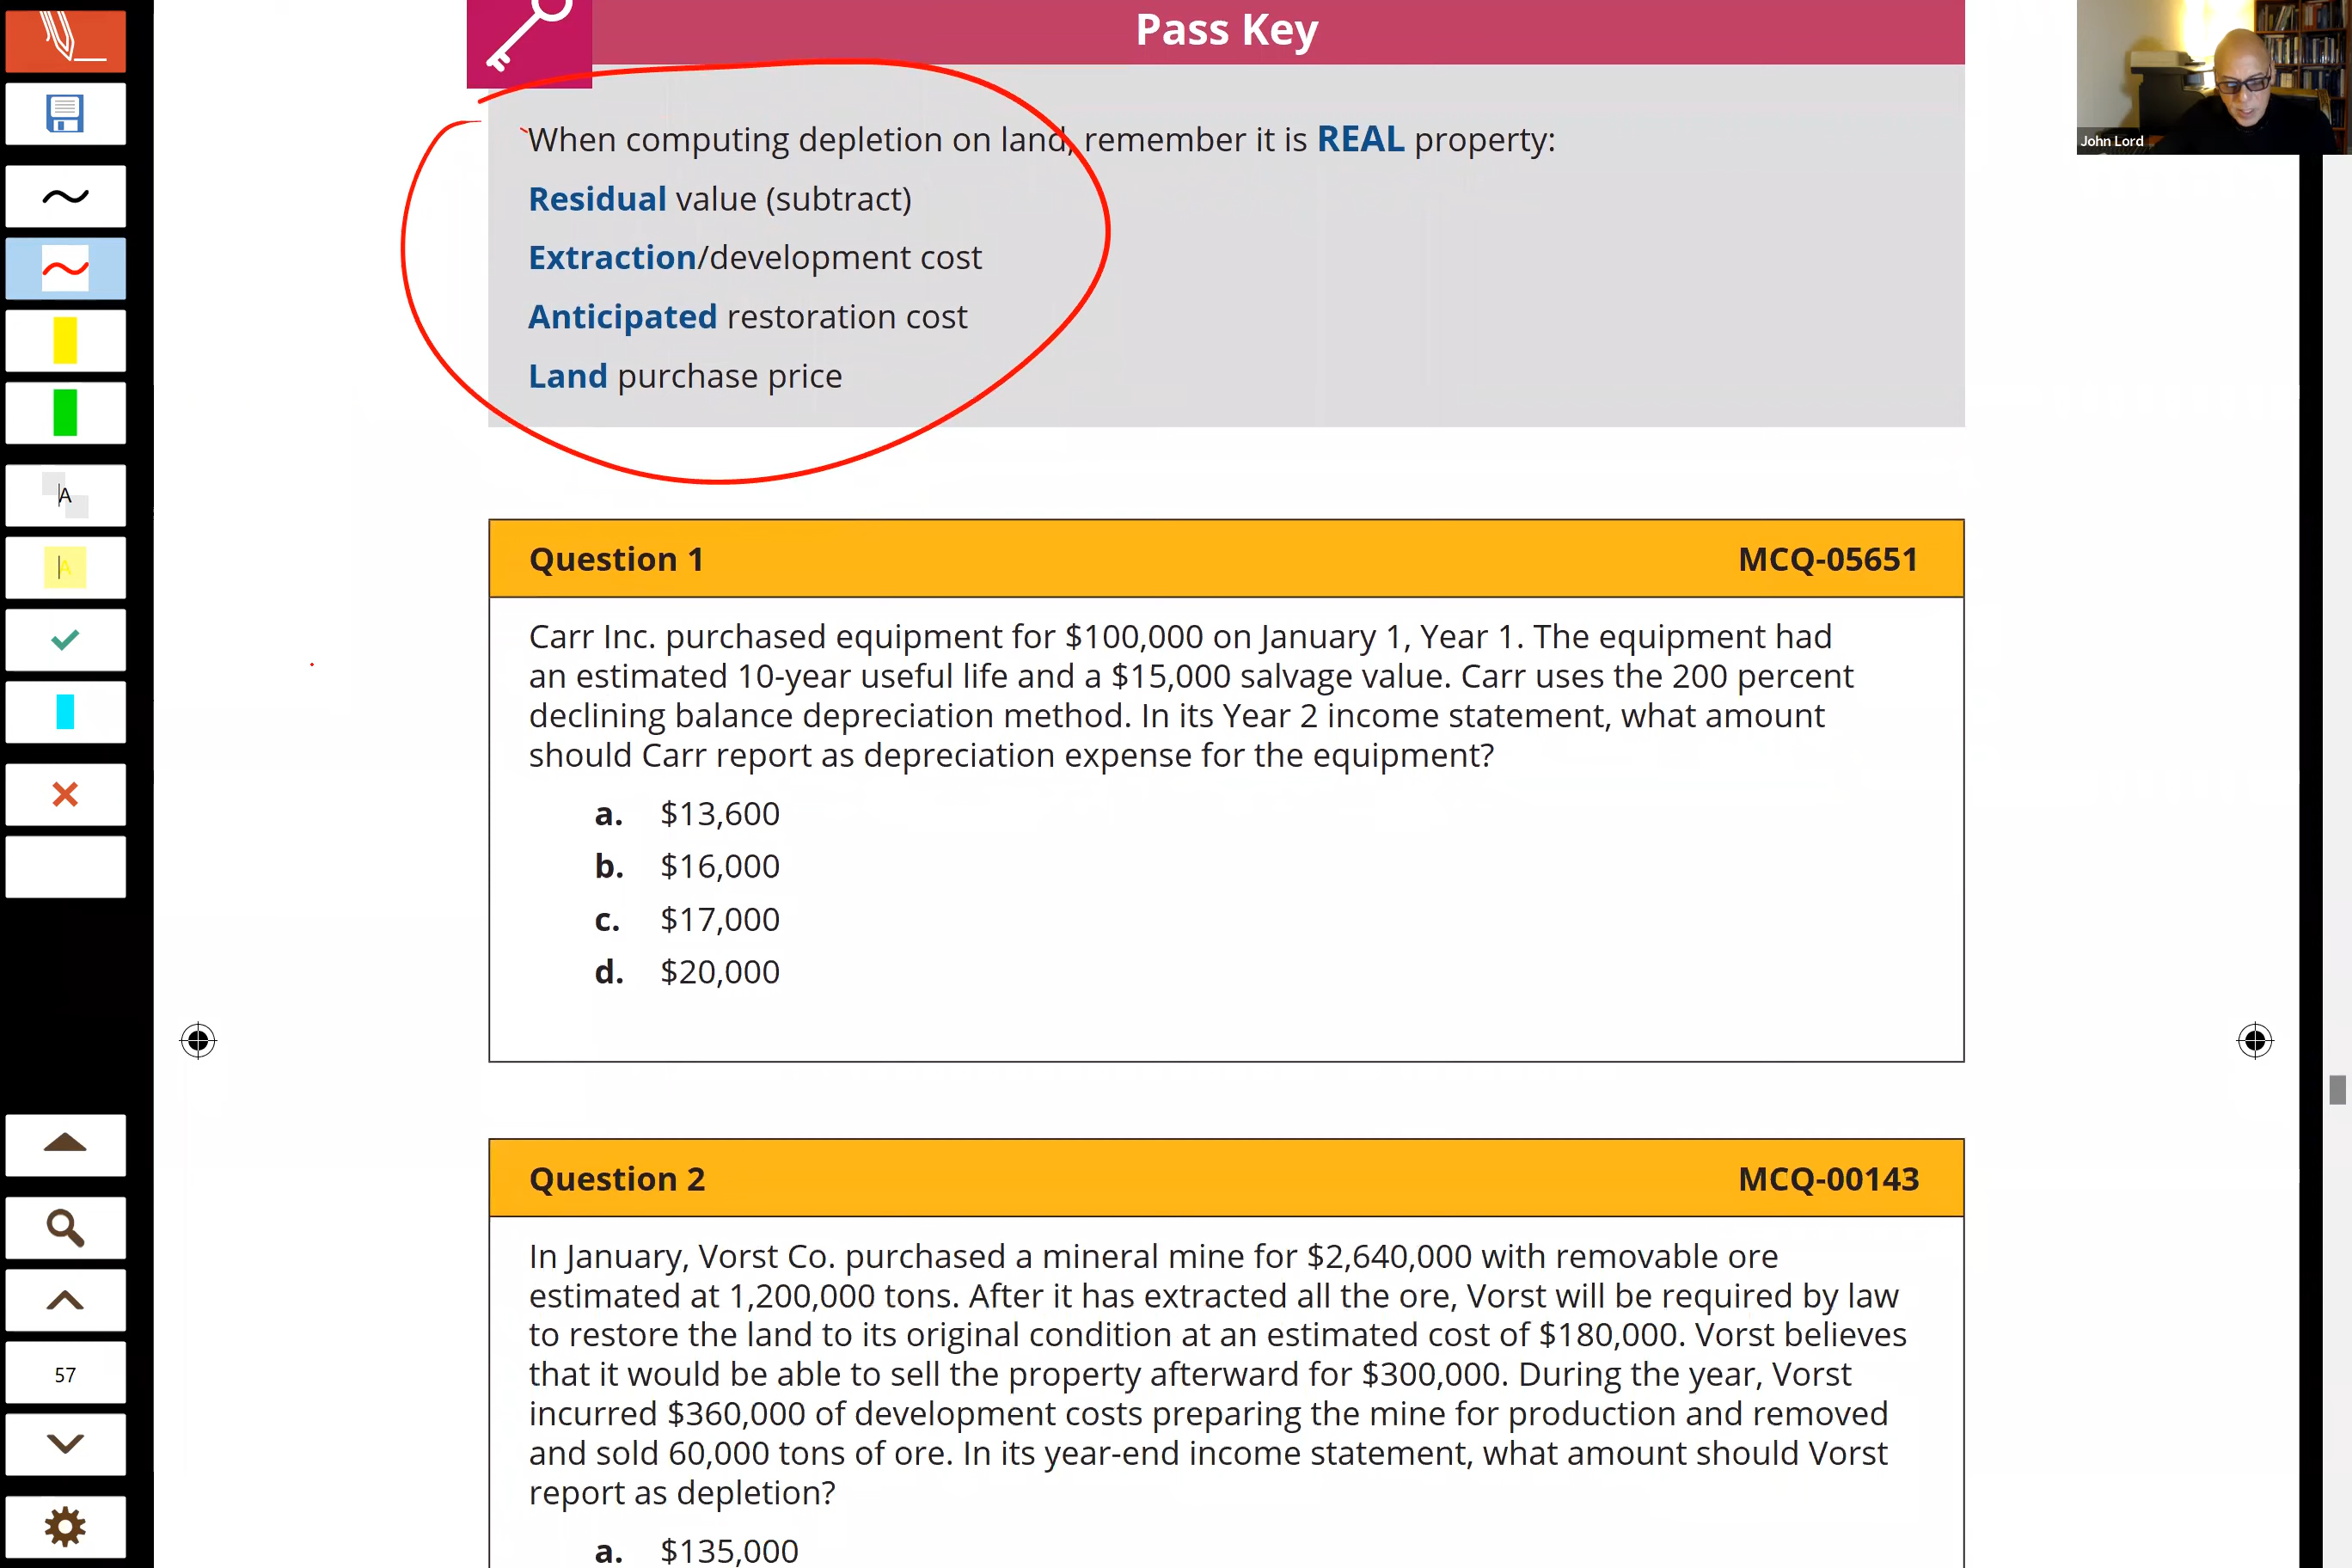 Pass Key
John Lord
When computing depletion on land, remember it is REAL property:
Residual value (subtract)
Extraction/development cost
Anticipated restoration cost
Land purchase price
A
A
Question 1 MCQ-05651
Carr Inc. purchased equipment for $100,000 on January 1, Year 1. The equipment had
an estimated 10-year useful life and a $15,000 salvage value. Carr uses the 200 percent
declining balance depreciation method. In its Year 2 income statement, what amount
should Carr report as depreciation expense for the equipment?
a. $13,600
b. $16,000
c. $17,000
d. $20,000
Question 2 MCQ-00143
In January, Vorst Co. purchased a mineral mine for $2,640,000 with removable ore
estimated at 1,200,000 tons. After it has extracted all the ore, Vorst will be required by law
to restore the land to its original condition at an estimated cost of $180,000. Vorst believes
that it would be able to sell the property afterward for $300,000. During the year, Vorst
incurred $360,000 of development costs preparing the mine for production and removed
and sold 60,000 tons of ore. In its year-end income statement, what amount should Vorst
report as depletion?
a. $135,000
57